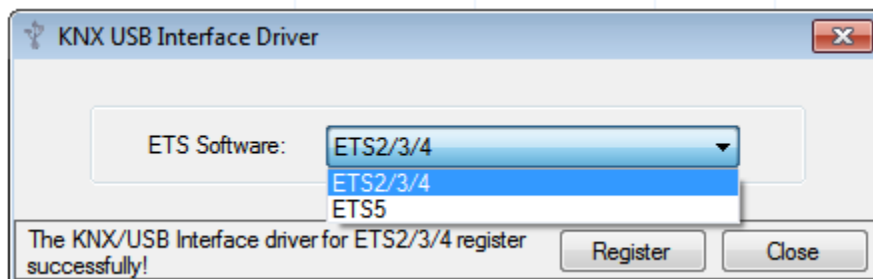 KNX USB Interface Driver
ETS Software:
ETS2/3/4
ETS2/3/4
ETS5
The KNX/USB Interface driver for ETS2/3/4 register
successfully!
Register
Close